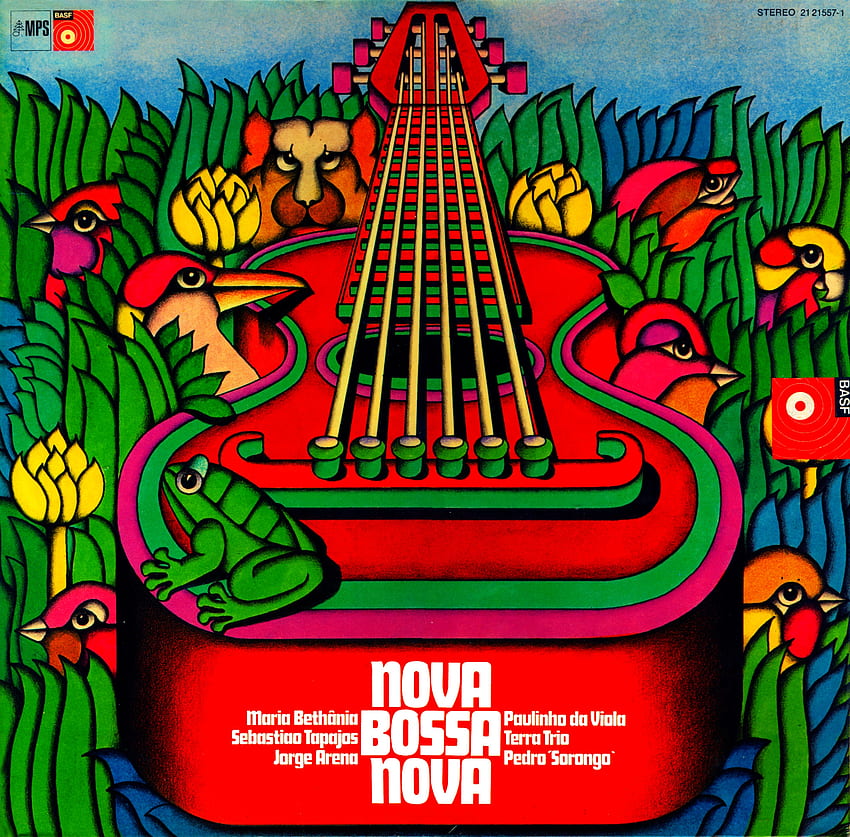 MPS
BASF
STEREO 21 21557-1
BASF
NOVA
BOSSA
NOVA
Maria Bethânia
Sebastiao Tapajos
Jorge Arena
Paulinho da Viola
Terra Trio
Pedro ´Sorongo`